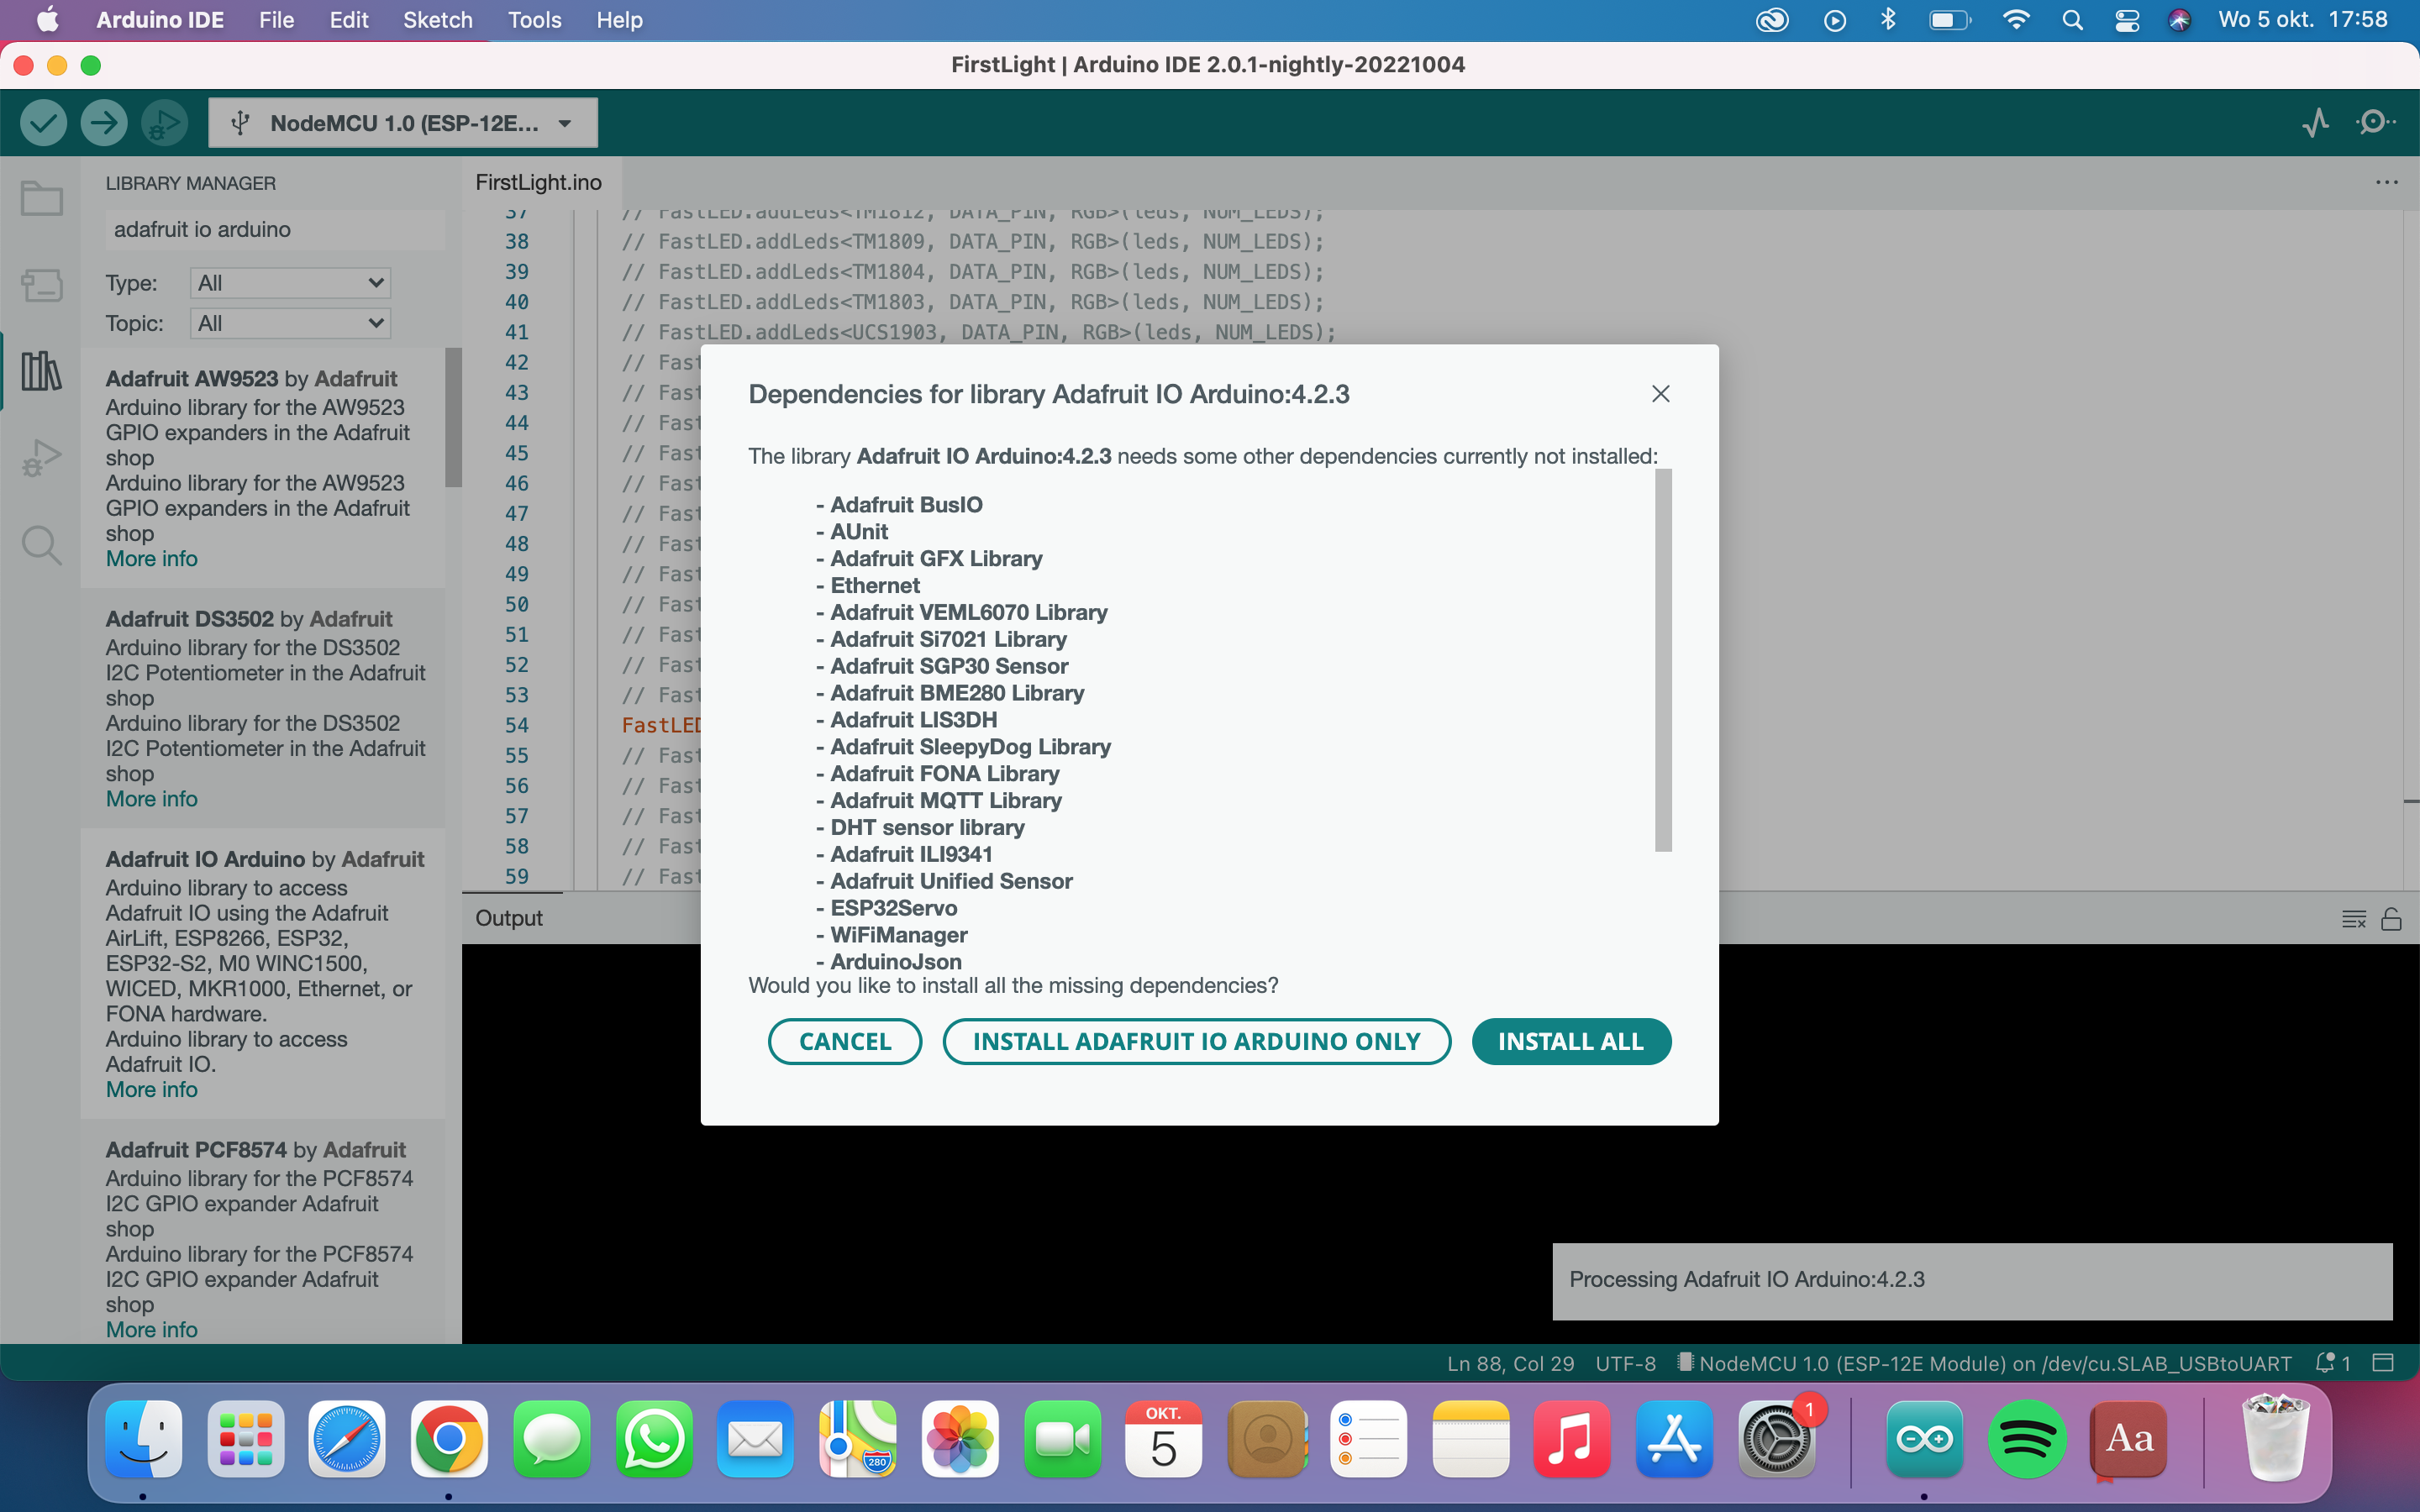 Arduino IDE File Edit Sketch Tools Help
Wo 5 okt. 17:58
FirstLight | Arduino IDE 2.0.1-nightly-20221004
NodeMCU 1.0 (ESP-12E...
LIBRARY MANAGER
adafruit io arduino
Type: All
Topic: All
Adafruit AW9523 by Adafruit
Arduino library for the AW9523
GPIO expanders in the Adafruit
shop
Arduino library for the AW9523
GPIO expanders in the Adafruit
shop
More info
Adafruit DS3502 by Adafruit
Arduino library for the DS3502
I2C Potentiometer in the Adafruit
shop
Arduino library for the DS3502
I2C Potentiometer in the Adafruit
shop
More info
Adafruit IO Arduino by Adafruit
Arduino library to access
Adafruit IO using the Adafruit
AirLift, ESP8266, ESP32,
ESP32-S2, M0 WINC1500,
WICED, MKR1000, Ethernet, or
FONA hardware.
Arduino library to access
Adafruit IO.
More info
Adafruit PCF8574 by Adafruit
Arduino library for the PCF8574
I2C GPIO expander Adafruit
shop
Arduino library for the PCF8574
I2C GPIO expander Adafruit
shop
More info
FirstLight.ino
37 // FastLED.addLeds<TM1812, DATA_PIN, RGB>(leds, NUM_LEDS);
38 // FastLED.addLeds<TM1809, DATA_PIN, RGB>(leds, NUM_LEDS);
39 // FastLED.addLeds<TM1804, DATA_PIN, RGB>(leds, NUM_LEDS);
40 // FastLED.addLeds<TM1803, DATA_PIN, RGB>(leds, NUM_LEDS);
41 // FastLED.addLeds<UCS1903, DATA_PIN, RGB>(leds, NUM_LEDS);
42 // Fast
43 // Fast
44 // Fast
45 // Fast
46 // Fast
47 // Fast
48 // Fast
49 // Fast
50 // Fast
51 // Fast
52 // Fast
53 // Fast
54 FastLED
55 // Fast
56 // Fast
57 // Fast
58 // Fast
59 // Fast
Output
Dependencies for library Adafruit IO Arduino:4.2.3
The library Adafruit IO Arduino:4.2.3 needs some other dependencies currently not installed:
- Adafruit BusIO
- AUnit
- Adafruit GFX Library
- Ethernet
- Adafruit VEML6070 Library
- Adafruit Si7021 Library
- Adafruit SGP30 Sensor
- Adafruit BME280 Library
- Adafruit LIS3DH
- Adafruit SleepyDog Library
- Adafruit FONA Library
- Adafruit MQTT Library
- DHT sensor library
- Adafruit ILI9341
- Adafruit Unified Sensor
- ESP32Servo
- WiFiManager
- ArduinoJson
Would you like to install all the missing dependencies?
CANCEL
INSTALL ADAFRUIT IO ARDUINO ONLY
INSTALL ALL
Processing Adafruit IO Arduino:4.2.3
Ln 88, Col 29 UTF-8 NodeMCU 1.0 (ESP-12E Module) on /dev/cu.SLAB_USBtoUART 1
280
OKT.
5
1
Aa